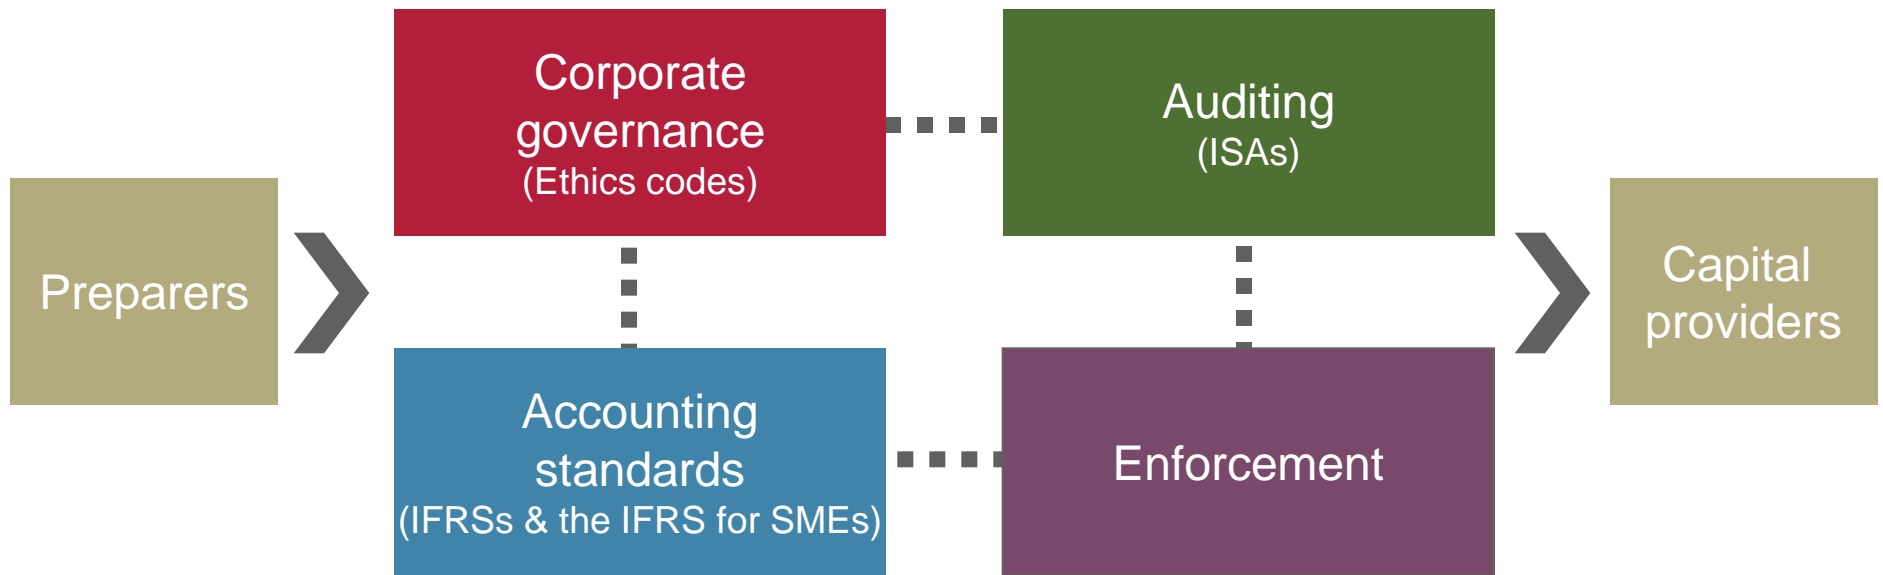 Preparers
Corporate
governance
(Ethics codes)
Auditing
(ISAs)
Accounting
standards
(IFRSs & the IFRS for SMEs)
Enforcement
Capital
providers